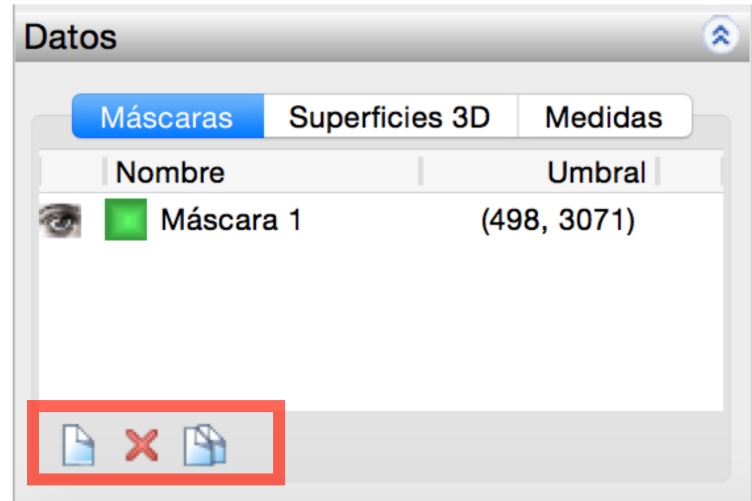 Datos
Máscaras Superficies 3D Medidas
Nombre Umbral
Máscara 1 (498, 3071)